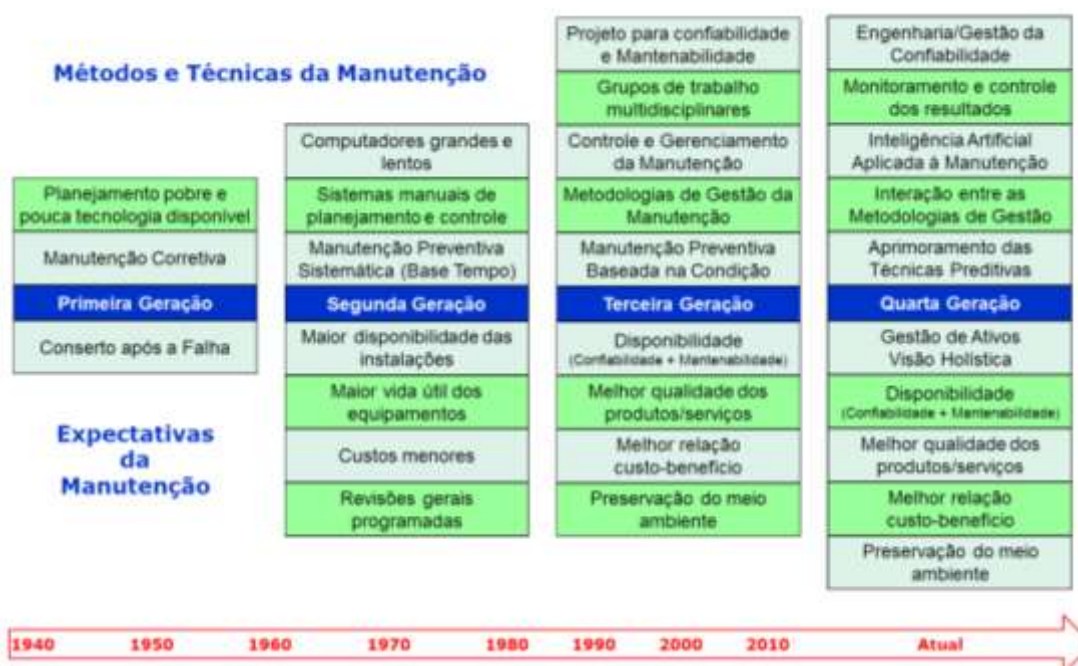 Métodos e Técnicas da Manutenção
Planejamento pobre e
pouca tecnologia disponível
Manutenção Corretiva
Primeira Geração
Conserto após a Falha
Expectativas
da
Manutenção
Computadores grandes e
lentos
Sistemas manuais de
planejamento e controle
Manutenção Preventiva
Sistemática (Base Tempo)
Segunda Geração
Maior disponibilidade das
instalações
Maior vida útil dos
equipamentos
Custos menores
Revisões gerais
programadas
Projeto para confiabilidade
e Mantenabilidade
Grupos de trabalho
multidisciplinares
Controle e Gerenciamento
da Manutenção
Metodologias de Gestão da
Manutenção
Manutenção Preventiva
Baseada na Condição
Terceira Geração
Disponibilidade
(Confiabilidade + Mantenabilidade)
Melhor qualidade dos
produtos/serviços
Melhor relação
custo-benefício
Preservação do meio
ambiente
Engenharia/Gestão da
Confiabilidade
Monitoramento e controle
dos resultados
Inteligência Artificial
Aplicada à Manutenção
Interação entre as
Metodologias de Gestão
Aprimoramento das
Técnicas Preditivas
Quarta Geração
Gestão de Ativos
Visão Holística
Disponibilidade
(Confiabilidade + Mantenabilidade)
Melhor qualidade dos
produtos/serviços
Melhor relação
custo-benefício
Preservação do meio
ambiente
1940 1950 1960 1970 1980 1990 2000 2010 Atual